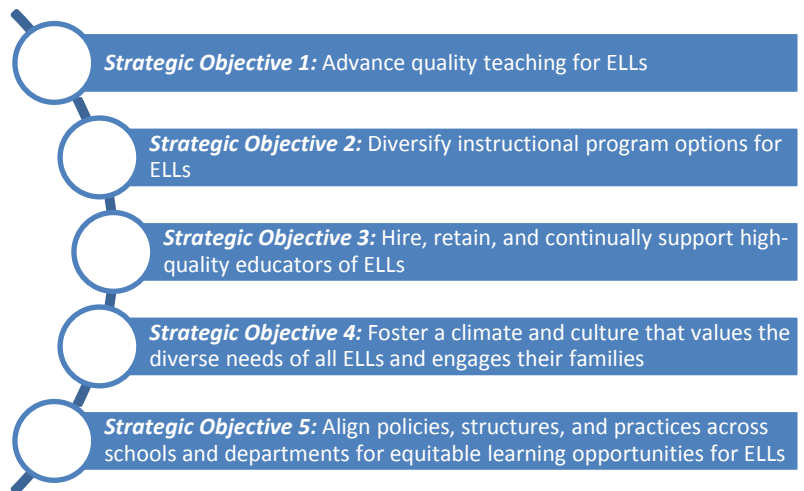 Strategic Objective 1: Advance quality teaching for ELLs
Strategic Objective 2: Diversify instructional program options for
ELLs
Strategic Objective 3: Hire, retain, and continually support high-
quality educators of ELLs
Strategic Objective 4: Foster a climate and culture that values the
diverse needs of all ELLs and engages their families
Strategic Objective 5: Align policies, structures, and practices across
schools and departments for equitable learning opportunities for ELLs